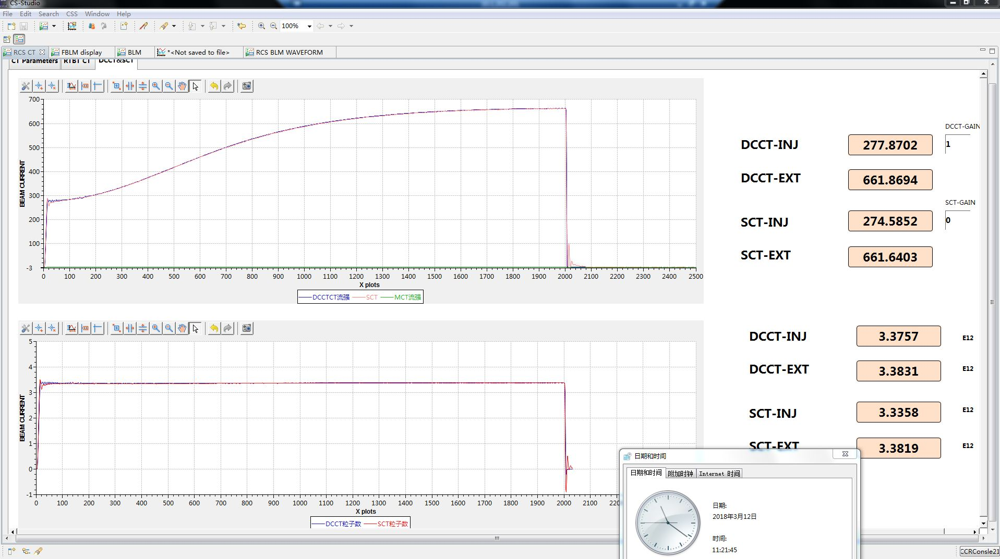 CS-Studio
File Edit Search CSS Window Help
100%
RCS CT FBLM display BLM *<Not saved to file> RCS BLM WAVEFORM
CT Parameters RTBT CT DCCT&SCT
700
600
500
400
300
200
100
-3
BEAM CURRENT
0 100 200 300 400 500 600 700 800 900 1000 1100 1200 1300 1400 1500 1600 1700 1800 1900 2000 2100 2200 2300 2400 2500
X plots
DCCTCT流强 SCT MCT流强
DCCT-GAIN
DCCT-INJ 277.8702 1
DCCT-EXT 661.8694
SCT-GAIN
SCT-INJ 274.5852 0
SCT-EXT 661.6403
5
4
3
2
1
0
-1
BEAM CURRENT
0 100 200 300 400 500 600 700 800 900 1000 1100 1200 1300 1400 1500 1600 1700 1800 1900 2000 2100 220
X plots
DCCT粒子数 SCT粒子数
DCCT-INJ 3.3757 E12
DCCT-EXT 3.3831 E12
SCT-INJ 3.3358 E12
SCT-EXT 3.3819 E12
日期和时间
日期和时间 附加时钟 Internet 时间
日期:
2018年3月12日
时间:
11:21:45
CCRConsle21